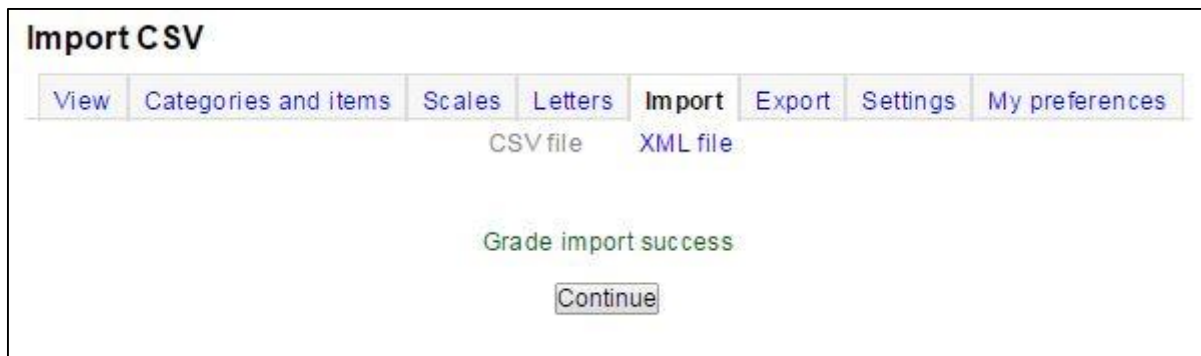 Import CSV
View Categories and items Scales Letters Import Export Settings My preferences
CSV file XML file
Grade import success
Continue